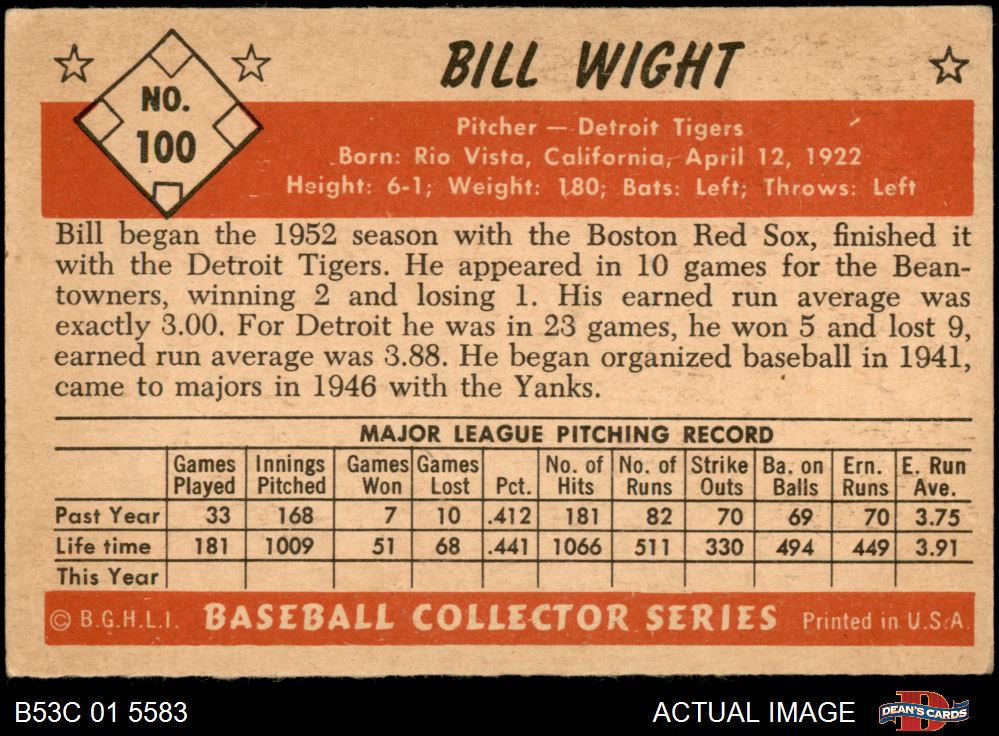 BILL WIGHT
NO.
100
Pitcher — Detroit Tigers
Born: Rio Vista, California, April 12, 1922
Height: 6-1; Weight: 180; Bats: Left; Throws: Left
Bill began the 1952 season with the Boston Red Sox, finished it
with the Detroit Tigers. He appeared in 10 games for the Bean-
towners, winning 2 and losing 1. His earned run average was
exactly 3.00. For Detroit he was in 23 games, he won 5 and lost 9,
earned run average was 3.88. He began organized baseball in 1941,
came to majors in 1946 with the Yanks.
MAJOR LEAGUE PITCHING RECORD
Games Innings Games Games No. of No. of Strike Ba. on Ern. E. Run
Played Pitched Won Lost Pct. Hits Runs Outs Balls Runs Ave.
Past Year 33 168 7 10 .412 181 82 70 69 70 3.75
Life time 181 1009 51 68 .441 1066 511 330 494 449 3.91
This Year
© B.G.H.L.I. BASEBALL COLLECTOR SERIES Printed in U.S.A.
B53C 01 5583 ACTUAL IMAGE D DEAN'S CARDS